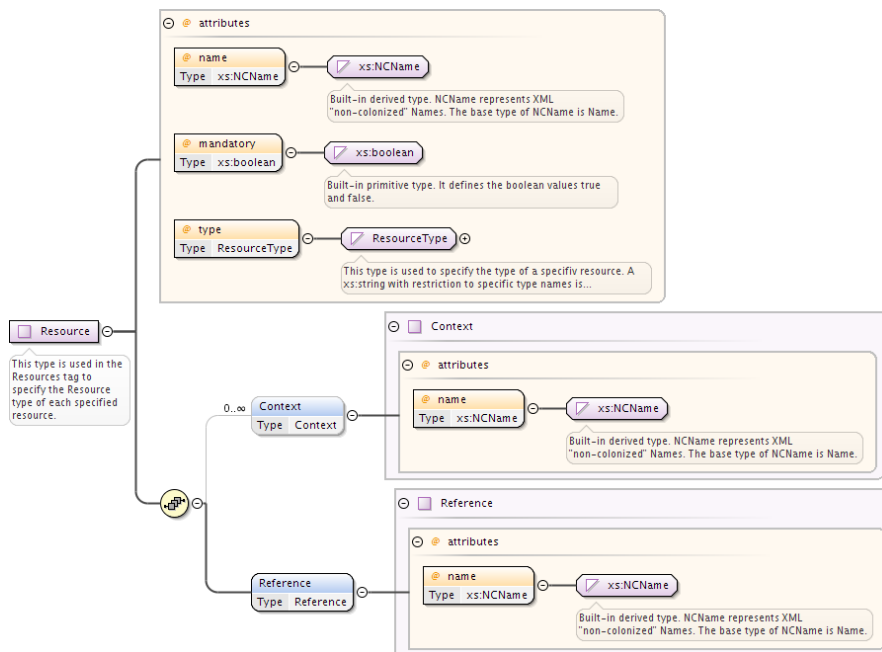 @ attributes
@ name
Type xs:NCName
xs:NCName
Built-in derived type. NCName represents XML
"non-colonized" Names. The base type of NCName is Name.
@ mandatory
Type xs:boolean
xs:boolean
Built-in primitive type. It defines the boolean values true
and false.
@ type
Type ResourceType
ResourceType
This type is used to specify the type of a specifiv resource. A
xs:string with restriction to specific type names is...
Resource
This type is used in the
Resources tag to
specify the Resource
type of each specified
resource.
0..∞
Context
Type Context
Context
@ attributes
@ name
Type xs:NCName
xs:NCName
Built-in derived type. NCName represents XML
"non-colonized" Names. The base type of NCName is Name.
Reference
Type Reference
Reference
@ attributes
@ name
Type xs:NCName
xs:NCName
Built-in derived type. NCName represents XML
"non-colonized" Names. The base type of NCName is Name.